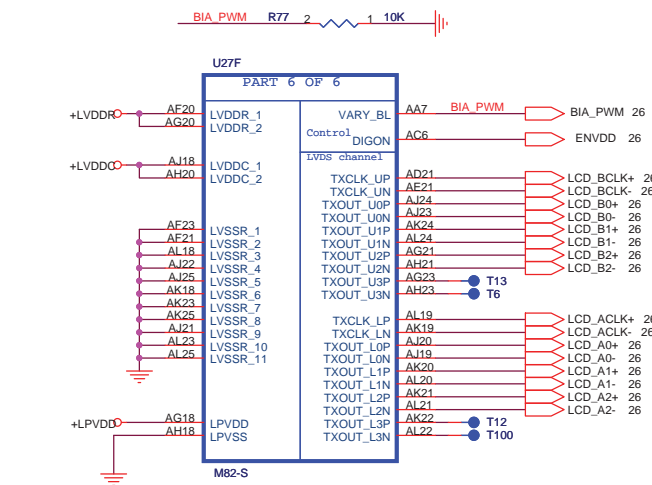 BIA_PWM R77 2 1 10K
U27F
PART 6 OF 6
+LVDDR AF20 LVDDR_1 VARY_BL AA7 BIA_PWM BIA_PWM 26
AG20 LVDDR_2
Control DIGON AC6 ENVDD 26
LVDS channel
+LVDDC AJ18 LVDDC_1
AH20 LVDDC_2 TXCLK_UP AD21 LCD_BCLK+ 26
TXCLK_UN AE21 LCD_BCLK- 26
TXOUT_U0P AJ24 LCD_B0+ 26
TXOUT_U0N AJ23 LCD_B0- 26
AF23 LVSSR_1 TXOUT_U1P AK24 LCD_B1+ 26
AF21 LVSSR_2 TXOUT_U1N AL24 LCD_B1- 26
AL18 LVSSR_3 TXOUT_U2P AG21 LCD_B2+ 26
AJ22 LVSSR_4 TXOUT_U2N AH21 LCD_B2- 26
AJ25 LVSSR_5 TXOUT_U3P AG23 T13
AK18 LVSSR_6 TXOUT_U3N AH23 T6
AK23 LVSSR_7
AK25 LVSSR_8 TXCLK_LP AL19 LCD_ACLK+ 26
AJ21 LVSSR_9 TXCLK_LN AK19 LCD_ACLK- 26
AL23 LVSSR_10 TXOUT_L0P AJ20 LCD_A0+ 26
AL25 LVSSR_11 TXOUT_L0N AJ19 LCD_A0- 26
TXOUT_L1P AK20 LCD_A1+ 26
TXOUT_L1N AL20 LCD_A1- 26
TXOUT_L2P AK21 LCD_A2+ 26
TXOUT_L2N AL21 LCD_A2- 26
+LPVDD AG18 LPVDD TXOUT_L3P AK22 T12
AH18 LPVSS TXOUT_L3N AL22 T100
M82-S